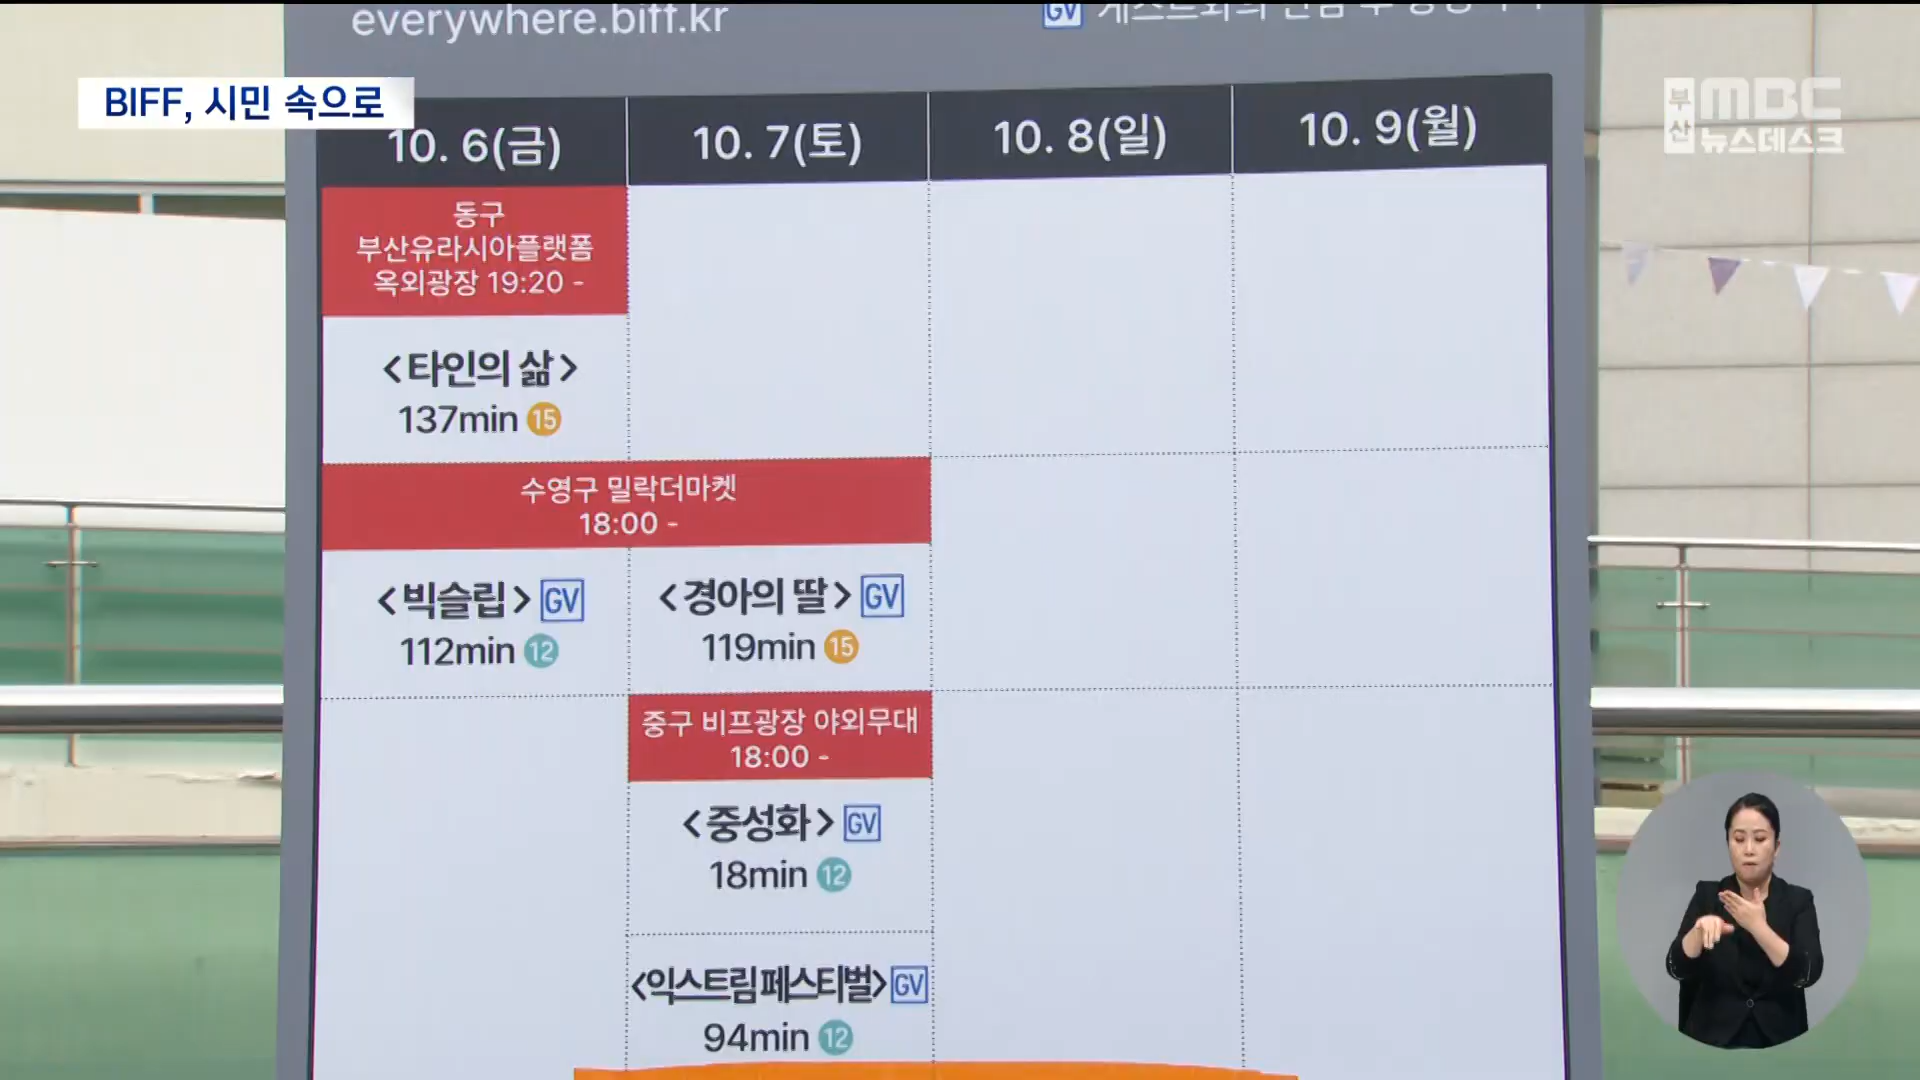 everywhere.biff.kr
GV
BIFF, 시민 속으로
부산
MBC
뉴스데스크
10. 6(금)
10. 7(토)
10. 8(일)
10. 9(월)
동구
부산유라시아플랫폼
옥외광장 19:20 -
<타인의 삶>
137min 15
수영구 밀락더마켓
18:00 -
<빅슬립> GV
112min 12
<경아의 딸> GV
119min 15
중구 비프광장 야외무대
18:00 -
<중성화> GV
18min 12
<익스트림 페스티벌> GV
94min 12